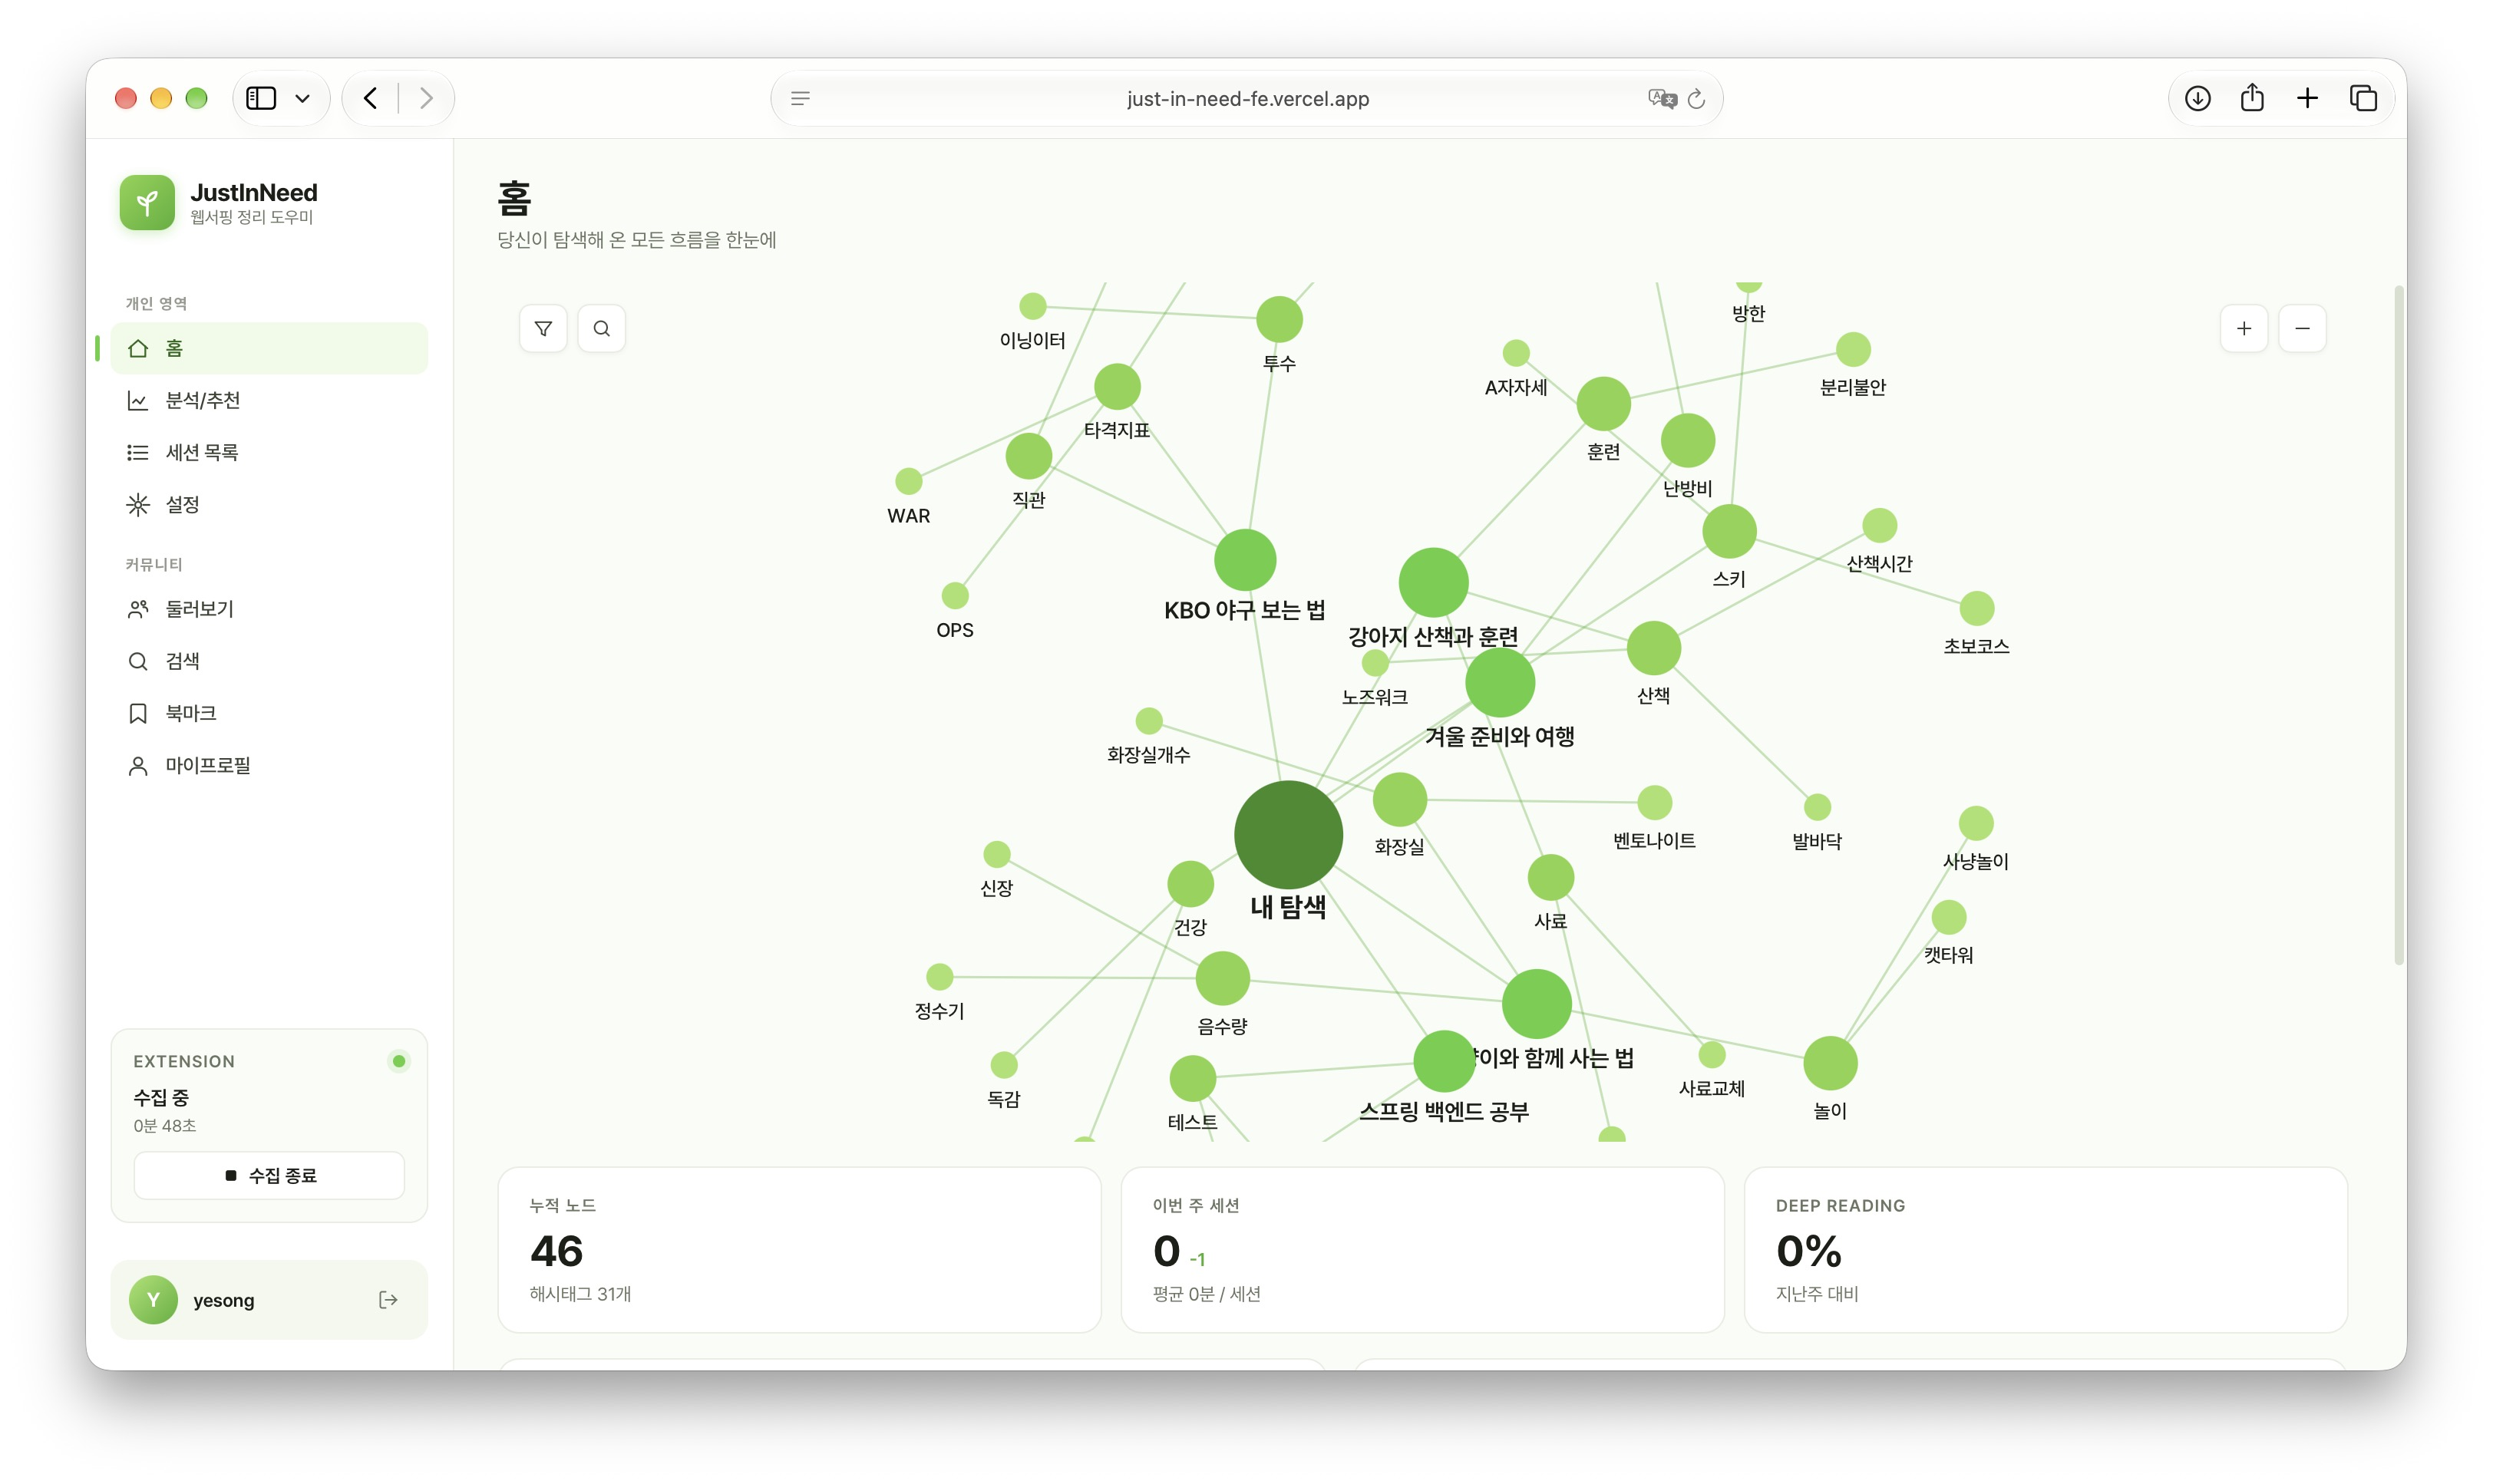 just-in-need-fe.vercel.app
JustInNeed
웹서핑 정리 도우미
개인 영역
홈
분석/추천
세션 목록
설정
커뮤니티
둘러보기
검색
북마크
마이프로필
EXTENSION
수집 중
0분 48초
수집 종료
Y
yesong
홈
당신이 탐색해 온 모든 흐름을 한눈에
방한
이닝이터
투수
A자자세
분리불안
타격지표
훈련
난방비
직관
WAR
산책시간
스키
KBO 야구 보는 법
OPS
강아지 산책과 훈련
초보코스
노즈워크
산책
겨울 준비와 여행
화장실개수
벤토나이트
발바닥
화장실
사냥놀이
신장
내 탐색
건강
사료
캣타워
정수기
음수량
이와 함께 사는 법
사료교체
독감
놀이
스프링 백엔드 공부
테스트
누적 노드
46
해시태그 31개
이번 주 세션
0 -1
평균 0분 / 세션
DEEP READING
0%
지난주 대비